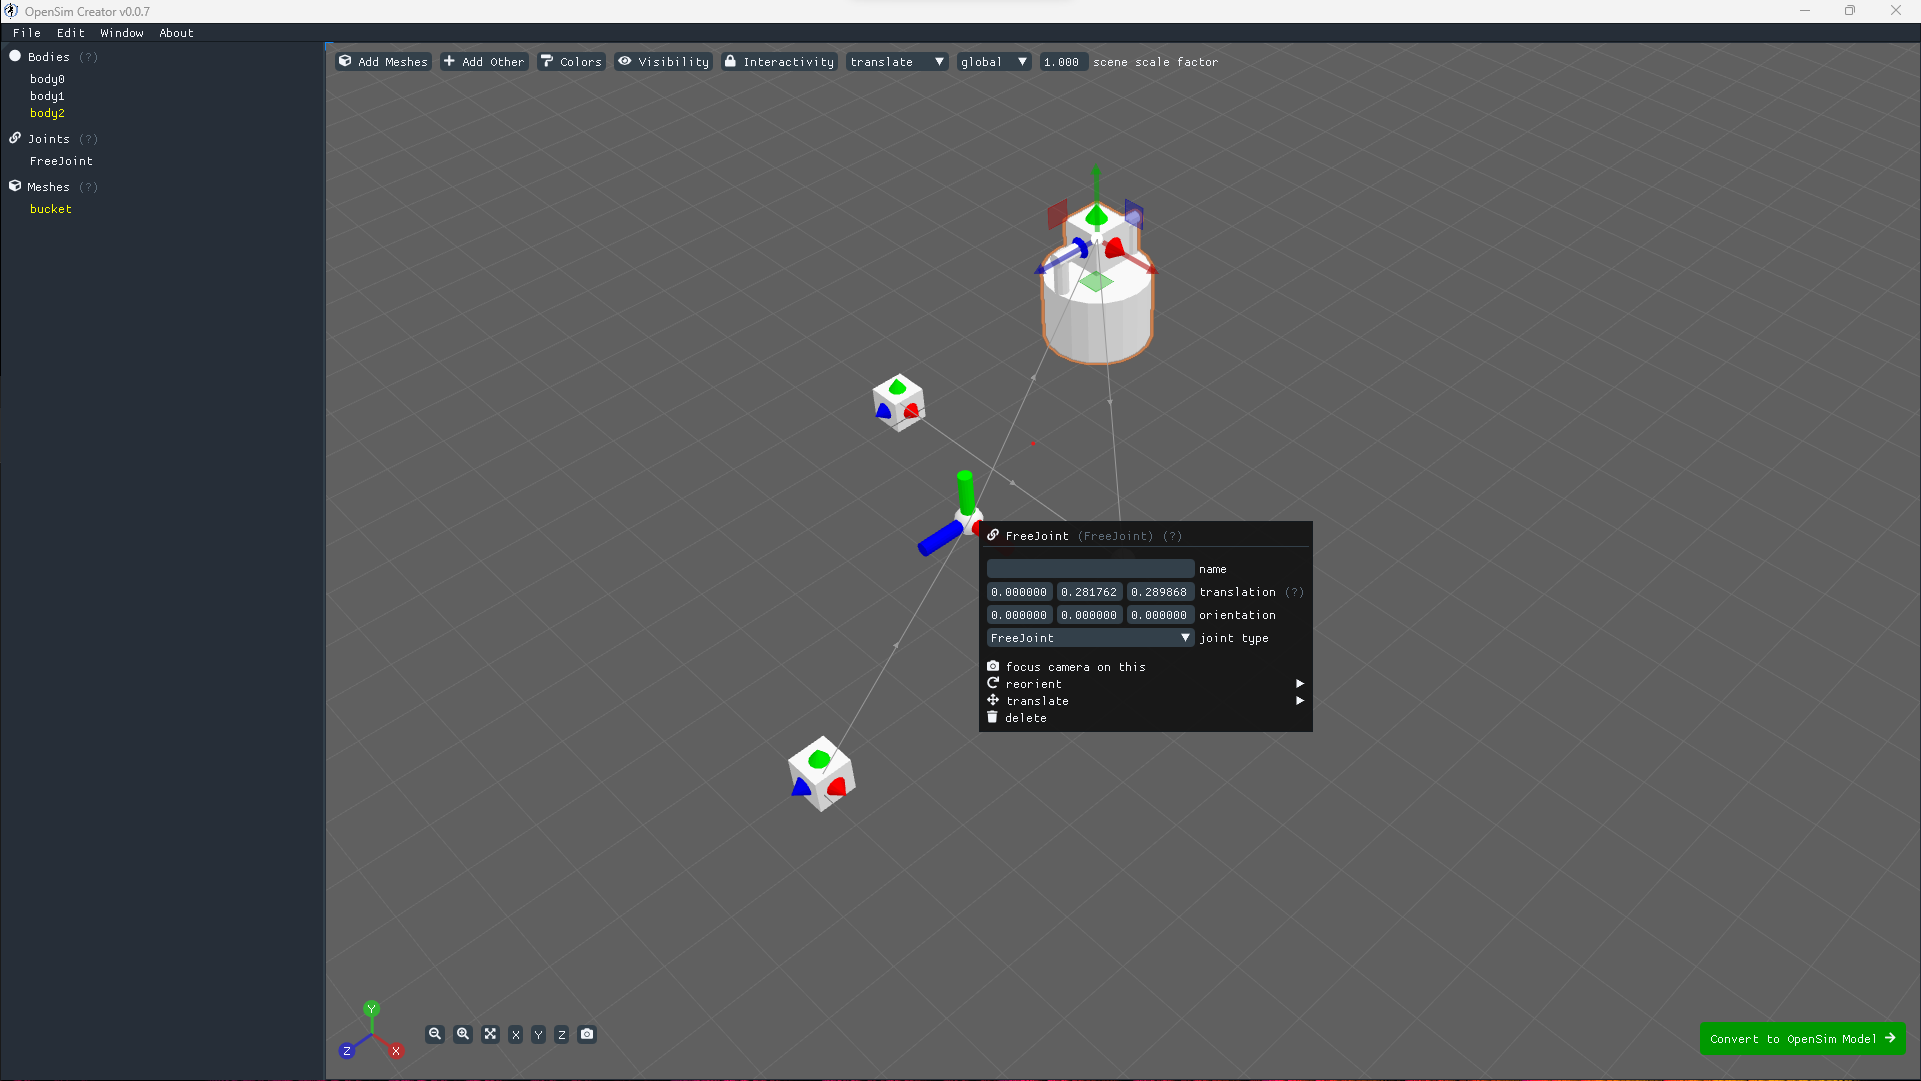 OpenSim Creator v0.0.7
File Edit Window About
Bodies (?)
body0
body1
body2
Joints (?)
FreeJoint
Meshes (?)
bucket
Add Meshes Add Other Colors Visibility Interactivity translate global 1.000 scene scale factor
FreeJoint (FreeJoint) (?)
name
0.000000 0.281762 0.289868 translation (?)
0.000000 0.000000 0.000000 orientation
FreeJoint joint type
focus camera on this
reorient
translate
delete
Y
Z X
X Y Z
Convert to OpenSim Model